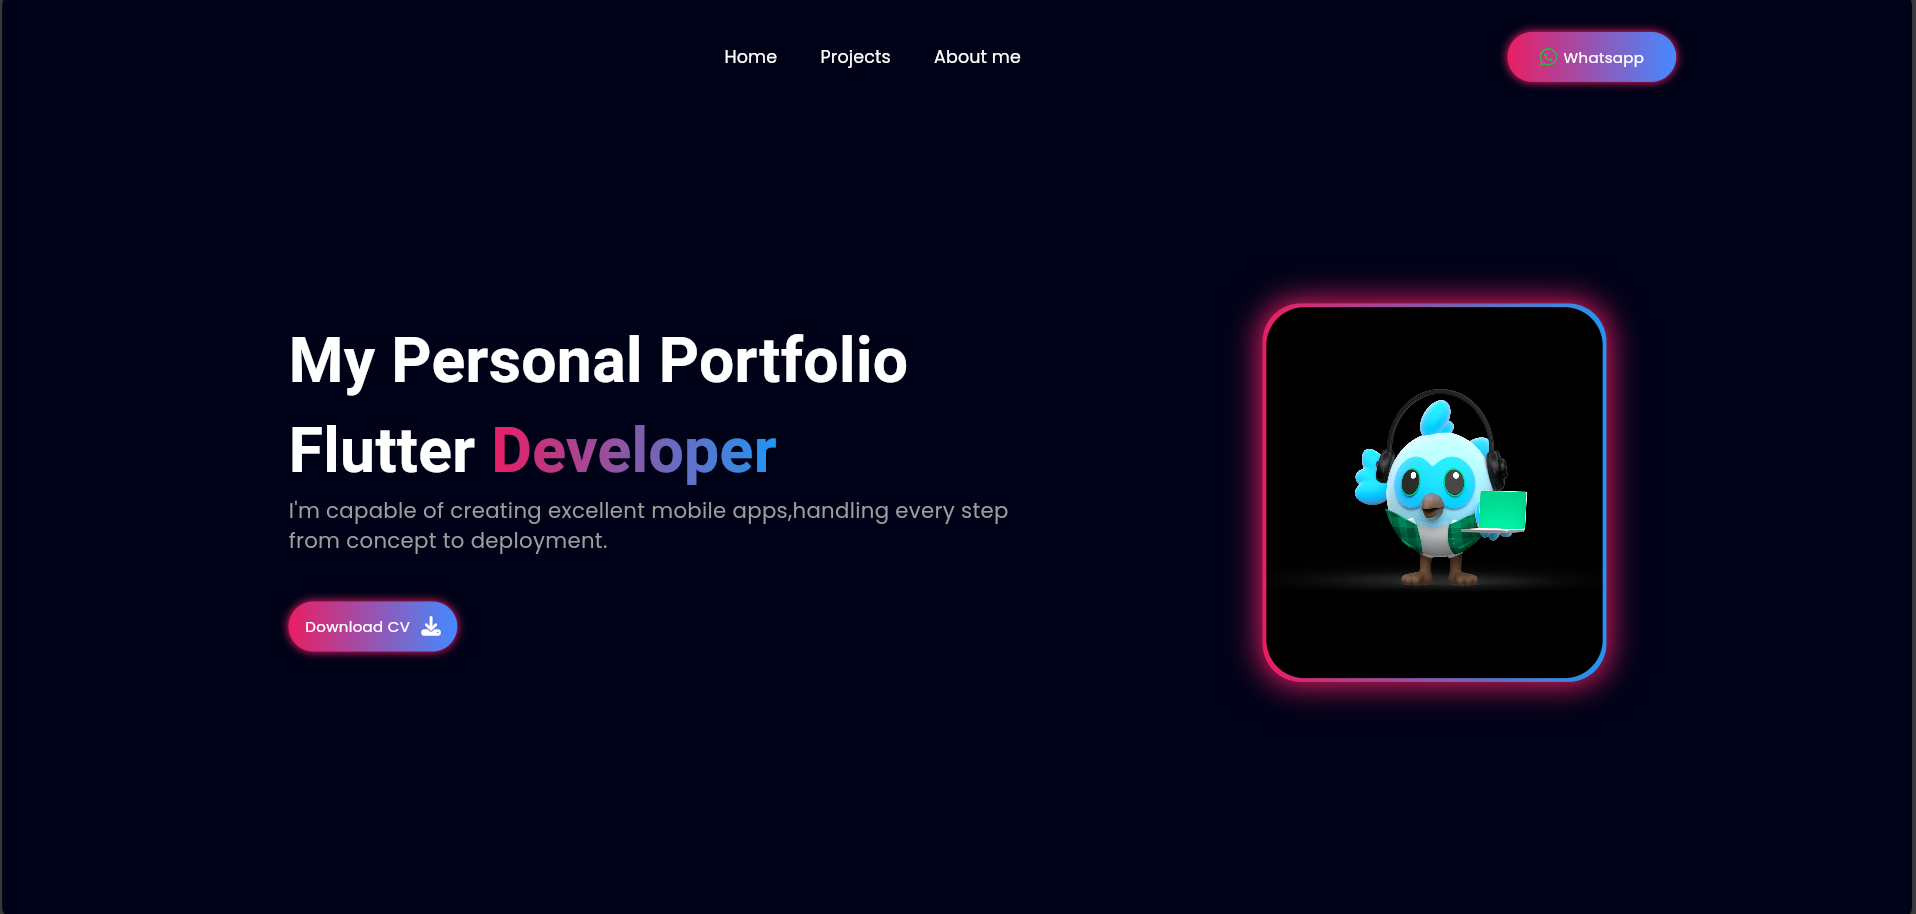 Home Projects About me Whatsapp
My Personal Portfolio
Flutter Developer
I'm capable of creating excellent mobile apps,handling every step
from concept to deployment.
Download CV